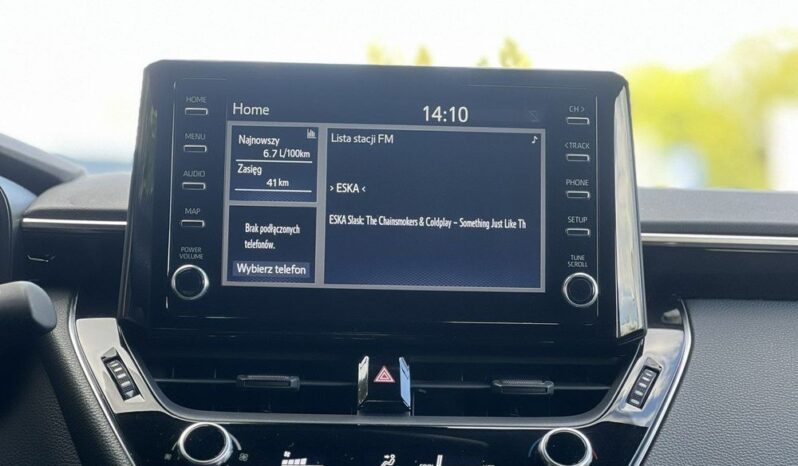 HOME
MENU
AUDIO
MAP
POWER
VOLUME
Home
14:10
Najnowszy
6.7 L/100km
Zasięg
41 km
Brak podłączonych
telefonów.
Wybierz telefon
Lista stacji FM
› ESKA ‹
ESKA Slask: The Chainsmokers & Coldplay – Something Just Like Th
CH >
< TRACK
PHONE
SETUP
TUNE
SCROLL